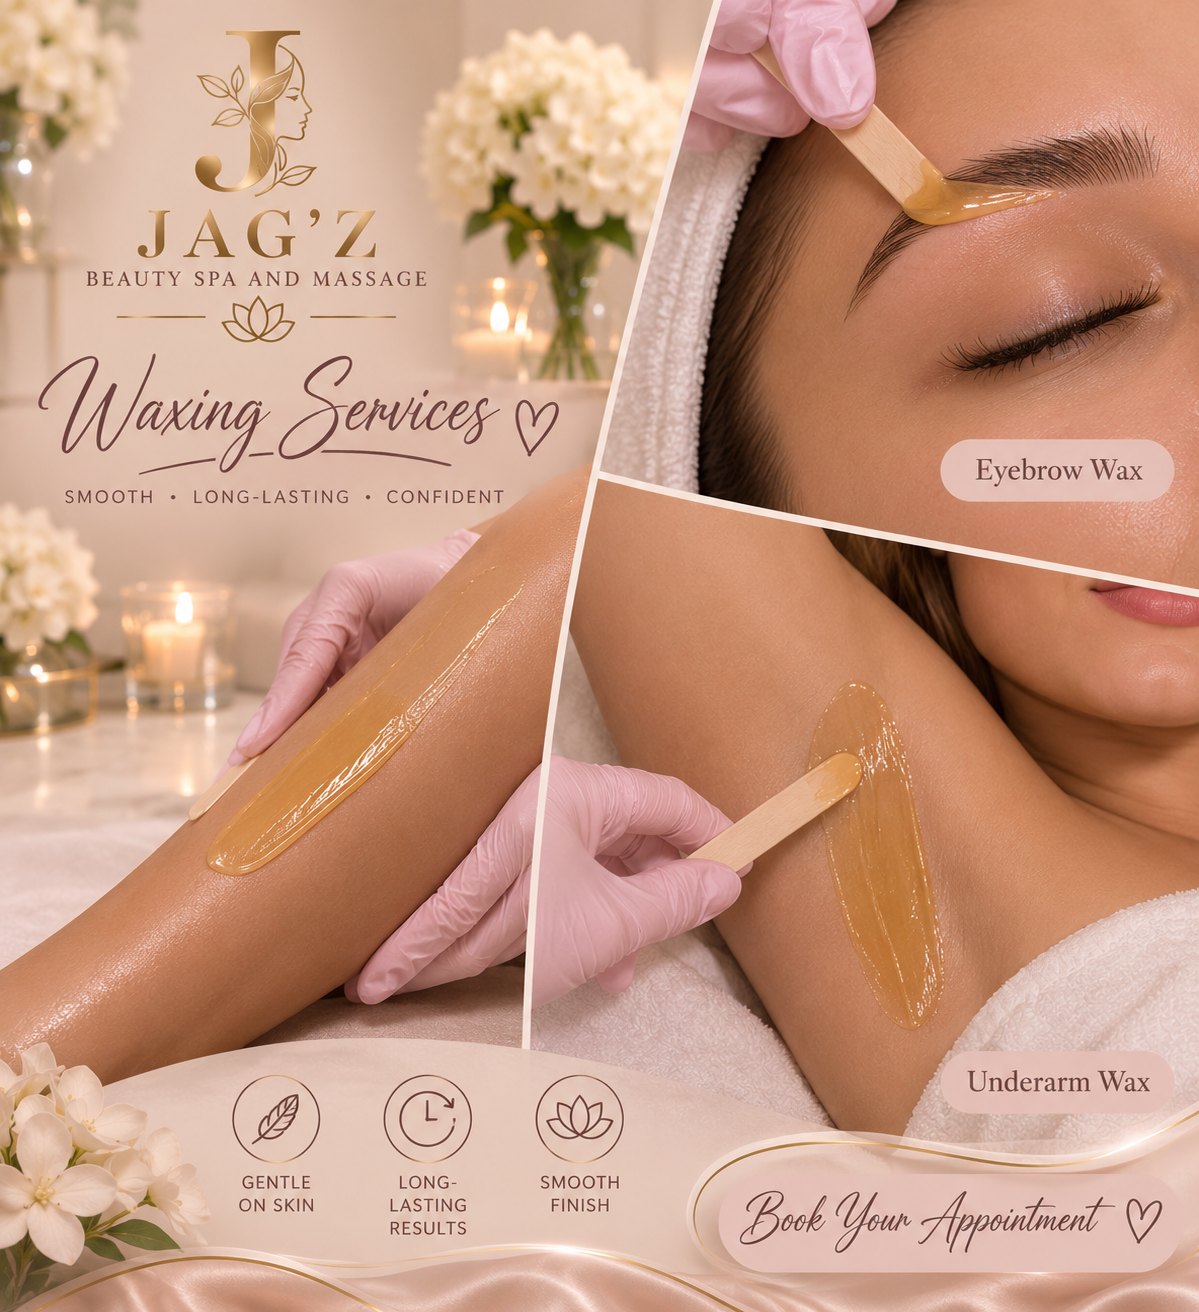 J
JAG'Z
BEAUTY SPA AND MASSAGE
Waxing Services
SMOOTH • LONG-LASTING • CONFIDENT
Eyebrow Wax
Underarm Wax
GENTLE
ON SKIN
LONG-
LASTING
RESULTS
SMOOTH
FINISH
Book Your Appointment